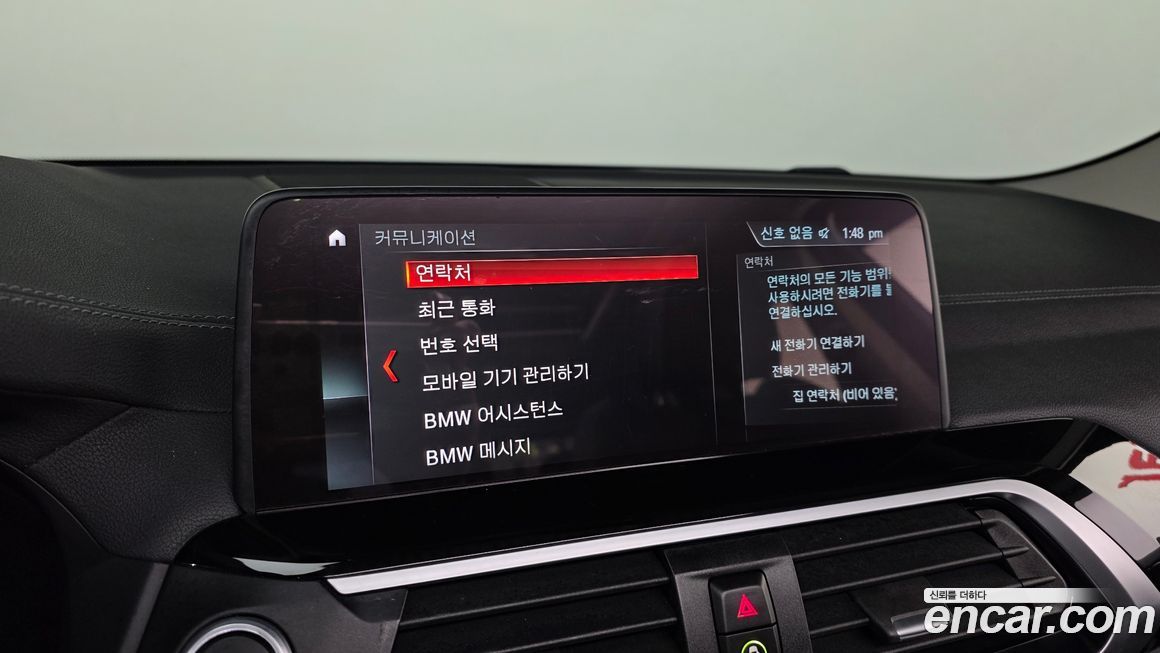 커뮤니케이션
연락처
최근 통화
번호 선택
모바일 기기 관리하기
BMW 어시스턴스
BMW 메시지
신호 없음 1:48 pm
연락처
연락처의 모든 기능 범위
사용하시려면 전화기를
연결하십시오.
새 전화기 연결하기
전화기 관리하기
집 연락처 (비어 있음
신뢰를 더하다
encar.com